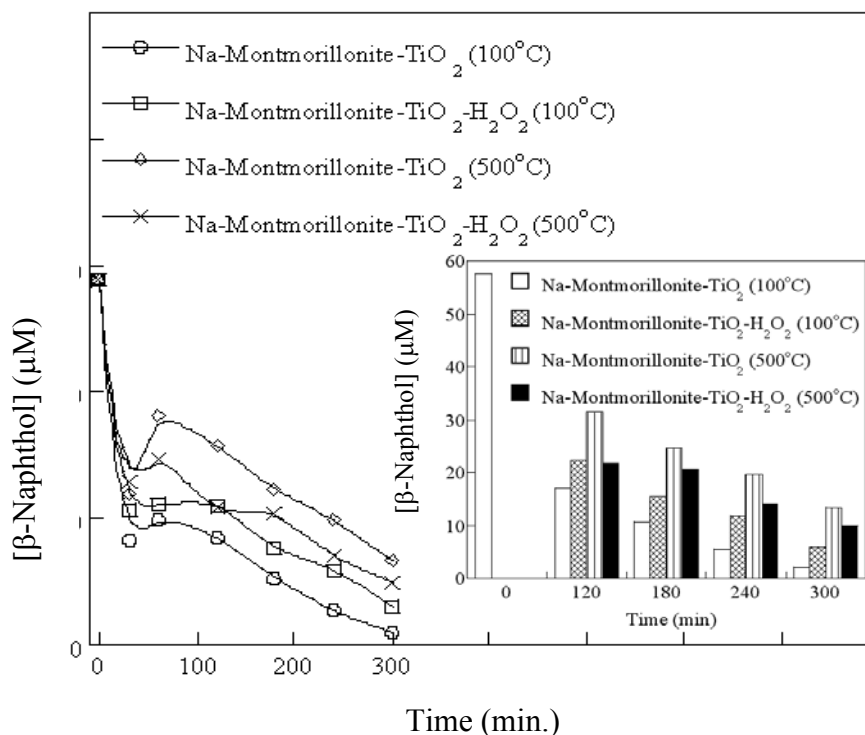 Na-Montmorillonite-TiO2 (100°C)
Na-Montmorillonite-TiO2-H2O2 (100°C)
Na-Montmorillonite-TiO2 (500°C)
Na-Montmorillonite-TiO2-H2O2 (500°C)
[β-Naphthol] (μM)
0
0 100 200 300
Time (min.)
[β-Naphthol] (μM)
60
50
40
30
20
10
0
Na-Montmorillonite-TiO2 (100°C)
Na-Montmorillonite-TiO2-H2O2 (100°C)
Na-Montmorillonite-TiO2 (500°C)
Na-Montmorillonite-TiO2-H2O2 (500°C)
0 120 180 240 300
Time (min)